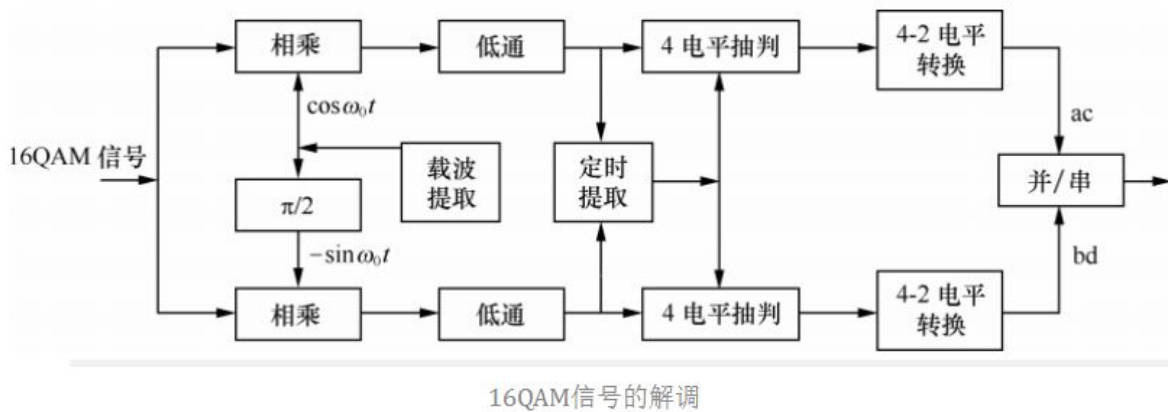 相乘
低通
4 电平抽判
4-2 电平
转换
cosω₀t
ac
16QAM 信号
载波
提取
定时
提取
并/串
π/2
−sinω₀t
bd
相乘
低通
4 电平抽判
4-2 电平
转换
16QAM信号的解调